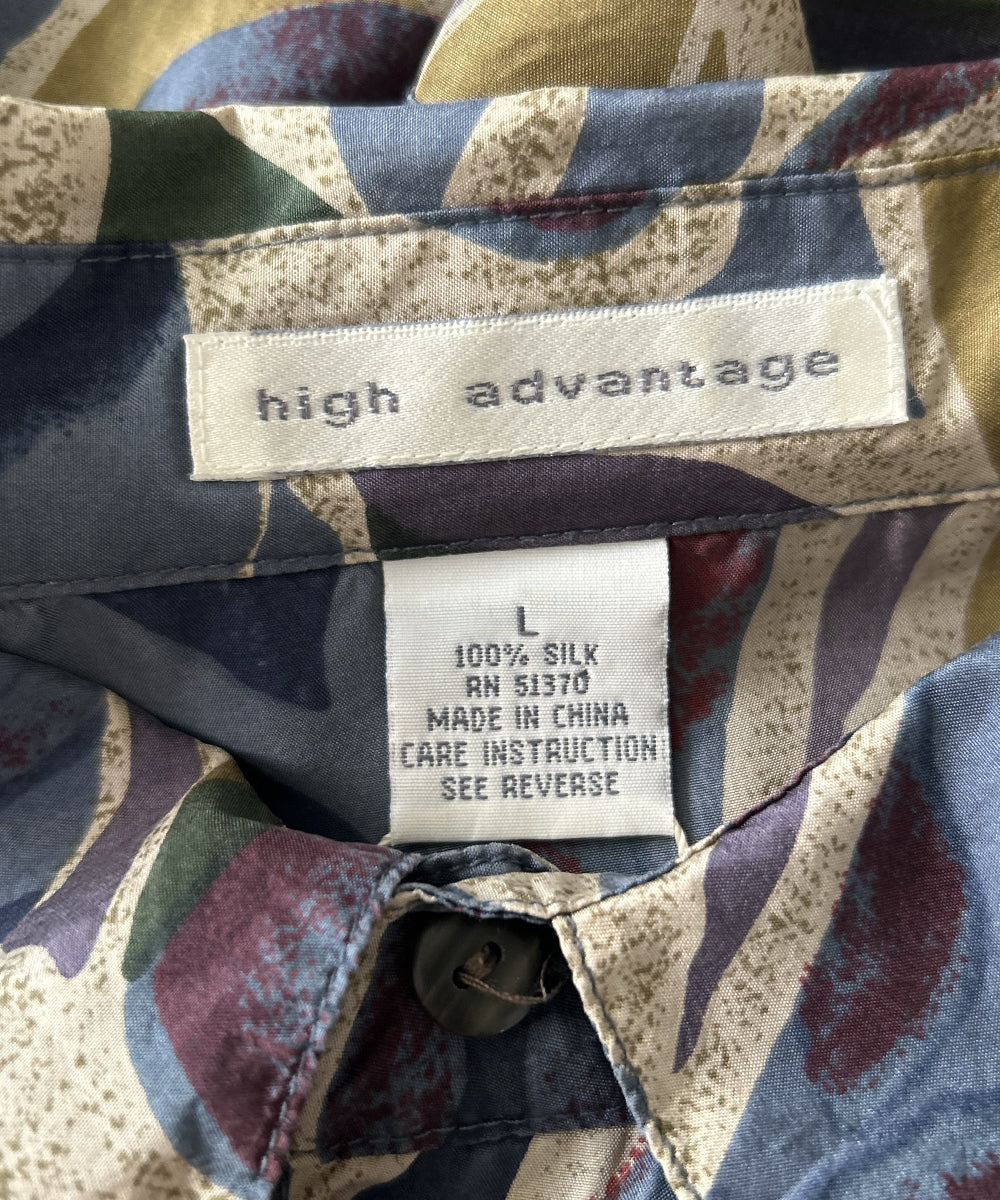 high advantage
L
100% SILK
RN 51370
MADE IN CHINA
CARE INSTRUCTION
SEE REVERSE